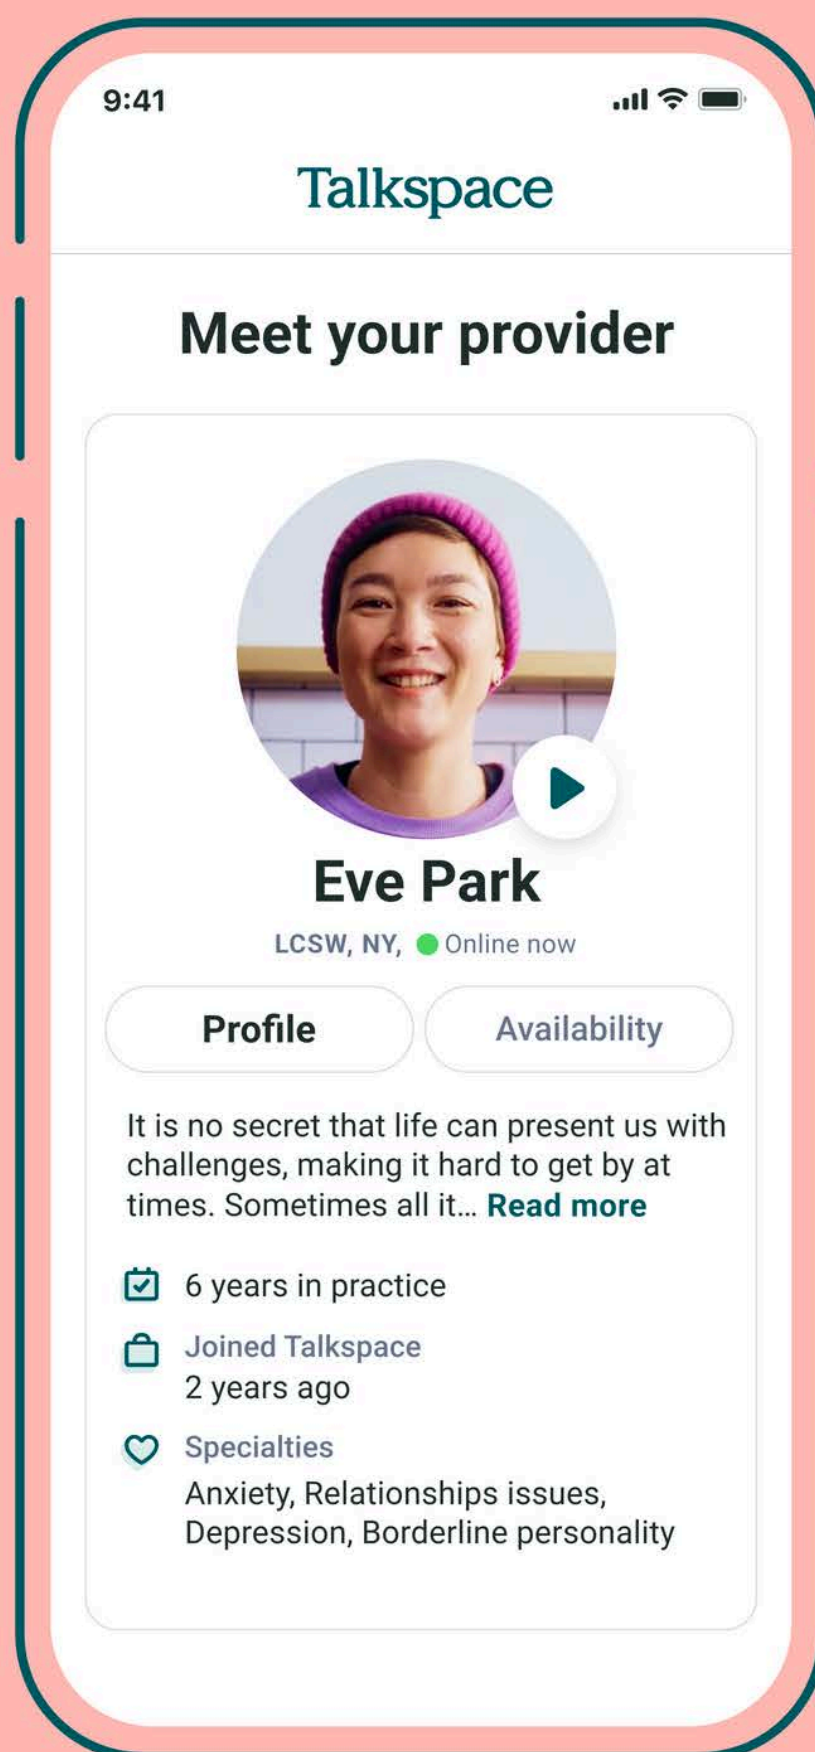 9:41
Talkspace
Meet your provider
Eve Park
LCSW, NY, Online now
Profile
Availability
It is no secret that life can present us with
challenges, making it hard to get by at
times. Sometimes all it... Read more
6 years in practice
Joined Talkspace
2 years ago
Specialties
Anxiety, Relationships issues,
Depression, Borderline personality